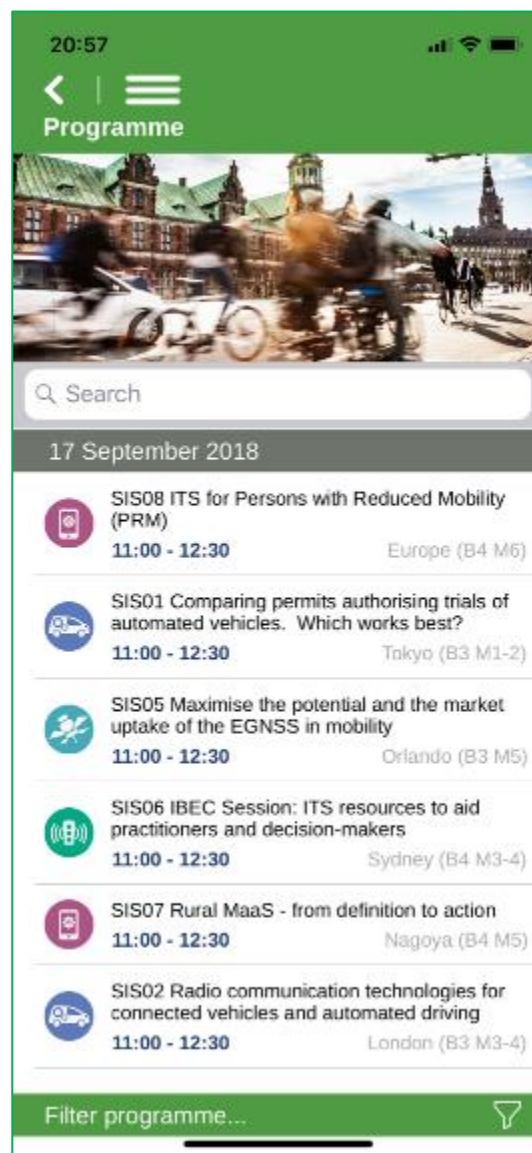 20:57
Programme
Search
17 September 2018
SIS08 ITS for Persons with Reduced Mobility
(PRM)
11:00 - 12:30 Europe (B4 M6)
SIS01 Comparing permits authorising trials of
automated vehicles.  Which works best?
11:00 - 12:30 Tokyo (B3 M1-2)
SIS05 Maximise the potential and the market
uptake of the EGNSS in mobility
11:00 - 12:30 Orlando (B3 M5)
SIS06 IBEC Session: ITS resources to aid
practitioners and decision-makers
11:00 - 12:30 Sydney (B4 M3-4)
SIS07 Rural MaaS - from definition to action
11:00 - 12:30 Nagoya (B4 M5)
SIS02 Radio communication technologies for
connected vehicles and automated driving
11:00 - 12:30 London (B3 M3-4)
Filter programme...